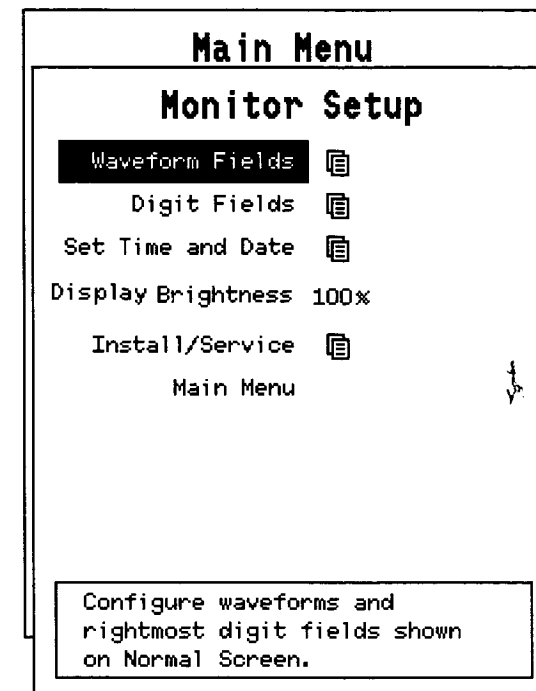 Main Menu
Monitor Setup
Waveform Fields
Digit Fields
Set Time and Date
Display Brightness 100%
Install/Service
Main Menu
Configure waveforms and
rightmost digit fields shown
on Normal Screen.